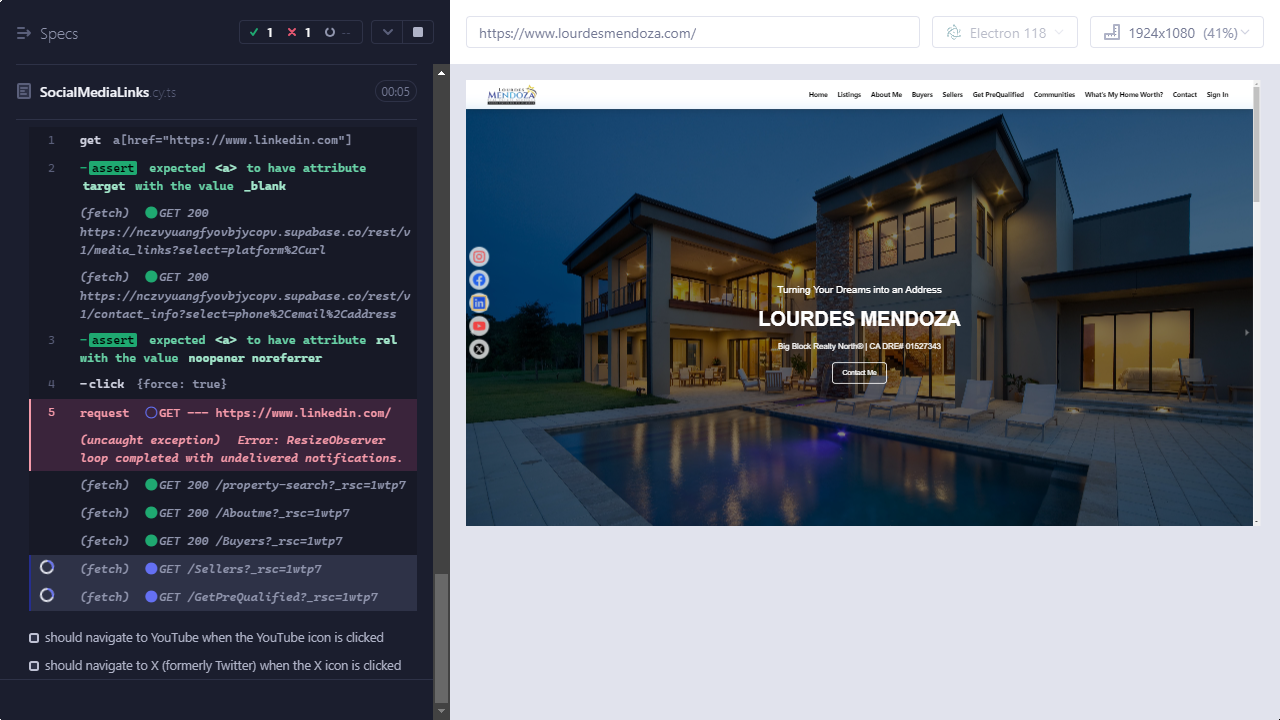 Specs
1
1
--
https://www.lourdesmendoza.com/
Electron 118
1924x1080 (41%)
SocialMediaLinks.cy.ts
00:05
1 get a[href="https://www.linkedin.com"]
2 -assert expected <a> to have attribute
target with the value _blank
(fetch) GET 200
https://nczvyuangfyovbjycopv.supabase.co/rest/v
1/media_links?select=platform%2Curl
(fetch) GET 200
https://nczvyuangfyovbjycopv.supabase.co/rest/v
1/contact_info?select=phone%2Cemail%2Caddress
3 -assert expected <a> to have attribute rel
with the value noopener noreferrer
4 -click {force: true}
5 request GET --- https://www.linkedin.com/
(uncaught exception) Error: ResizeObserver
loop completed with undelivered notifications.
(fetch) GET 200 /property-search?_rsc=1wtp7
(fetch) GET 200 /Aboutme?_rsc=1wtp7
(fetch) GET 200 /Buyers?_rsc=1wtp7
(fetch) GET /Sellers?_rsc=1wtp7
(fetch) GET /GetPreQualified?_rsc=1wtp7
should navigate to YouTube when the YouTube icon is clicked
should navigate to X (formerly Twitter) when the X icon is clicked
LOURDES
MENDOZA
Home Listings About Me Buyers Sellers Get PreQualified Communities What's My Home Worth? Contact Sign In
Turning Your Dreams into an Address
LOURDES MENDOZA
Big Block Realty North® | CA DRE# 01527343
Contact Me